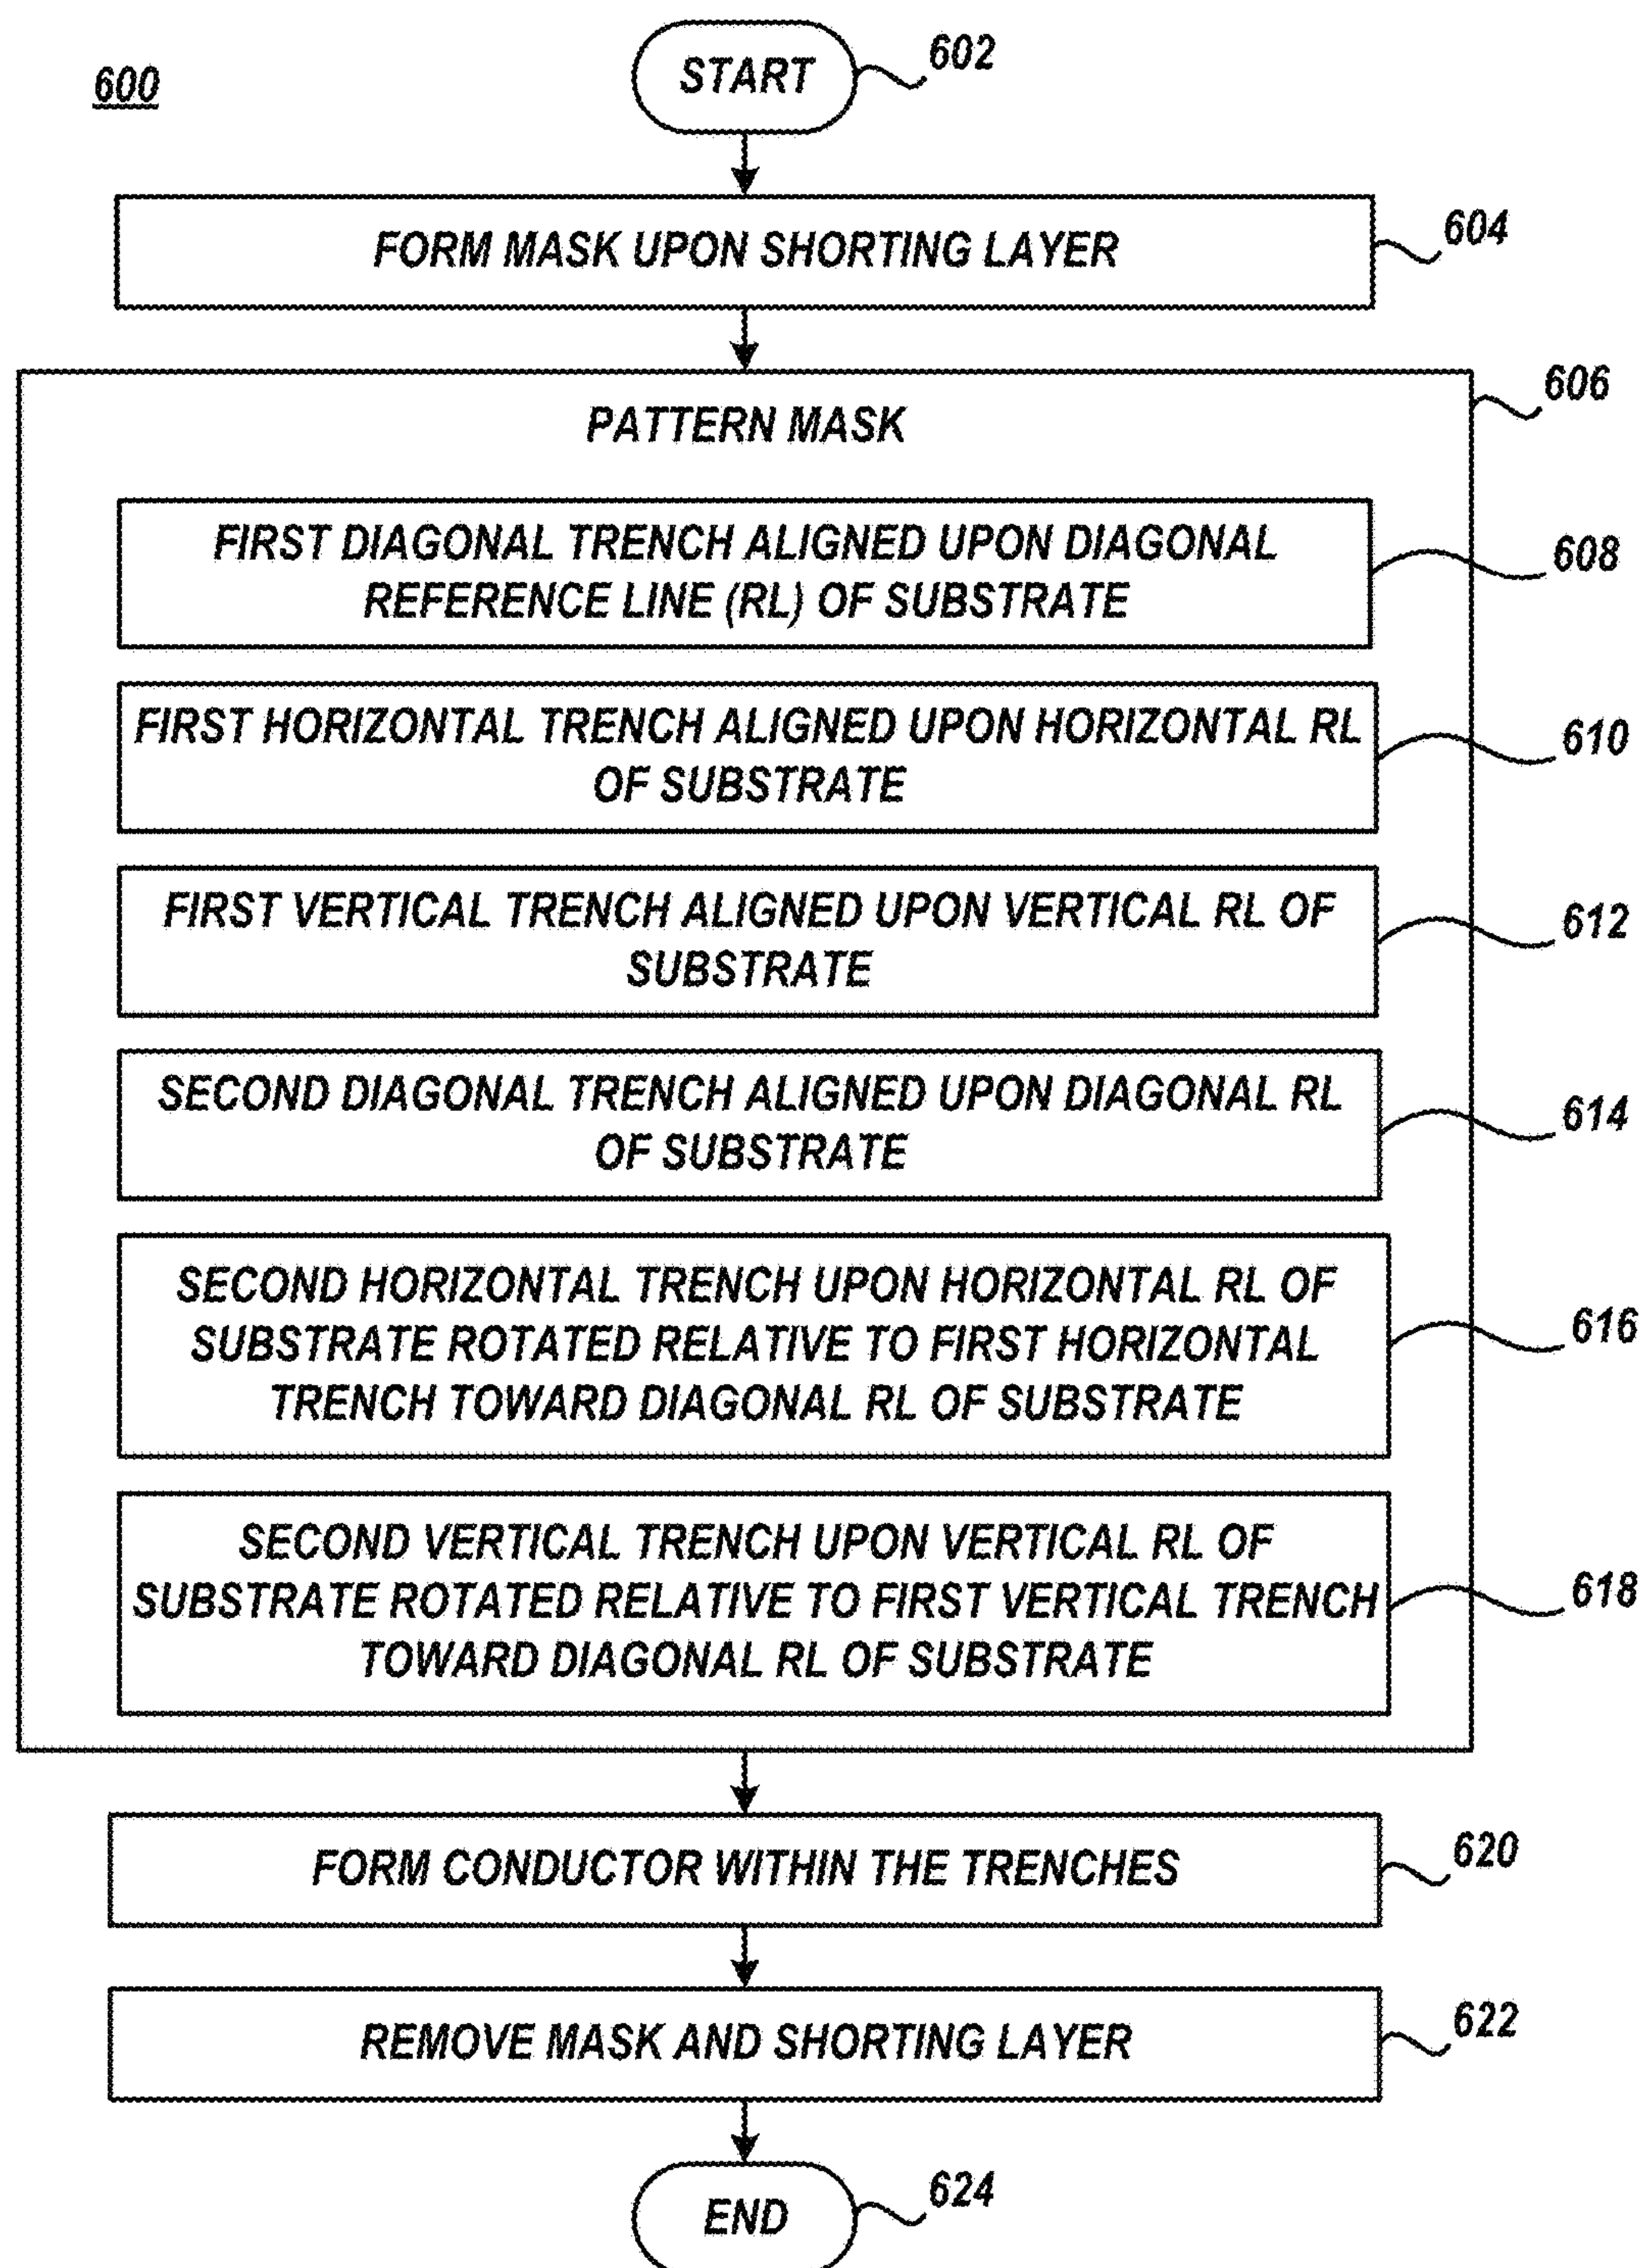 600
START
602
FORM MASK UPON SHORTING LAYER
604
PATTERN MASK
606
FIRST DIAGONAL TRENCH ALIGNED UPON DIAGONAL
REFERENCE LINE (RL) OF SUBSTRATE
608
FIRST HORIZONTAL TRENCH ALIGNED UPON HORIZONTAL RL
OF SUBSTRATE
610
FIRST VERTICAL TRENCH ALIGNED UPON VERTICAL RL OF
SUBSTRATE
612
SECOND DIAGONAL TRENCH ALIGNED UPON DIAGONAL RL
OF SUBSTRATE
614
SECOND HORIZONTAL TRENCH UPON HORIZONTAL RL OF
SUBSTRATE ROTATED RELATIVE TO FIRST HORIZONTAL
TRENCH TOWARD DIAGONAL RL OF SUBSTRATE
616
SECOND VERTICAL TRENCH UPON VERTICAL RL OF
SUBSTRATE ROTATED RELATIVE TO FIRST VERTICAL TRENCH
TOWARD DIAGONAL RL OF SUBSTRATE
618
FORM CONDUCTOR WITHIN THE TRENCHES
620
REMOVE MASK AND SHORTING LAYER
622
END
624